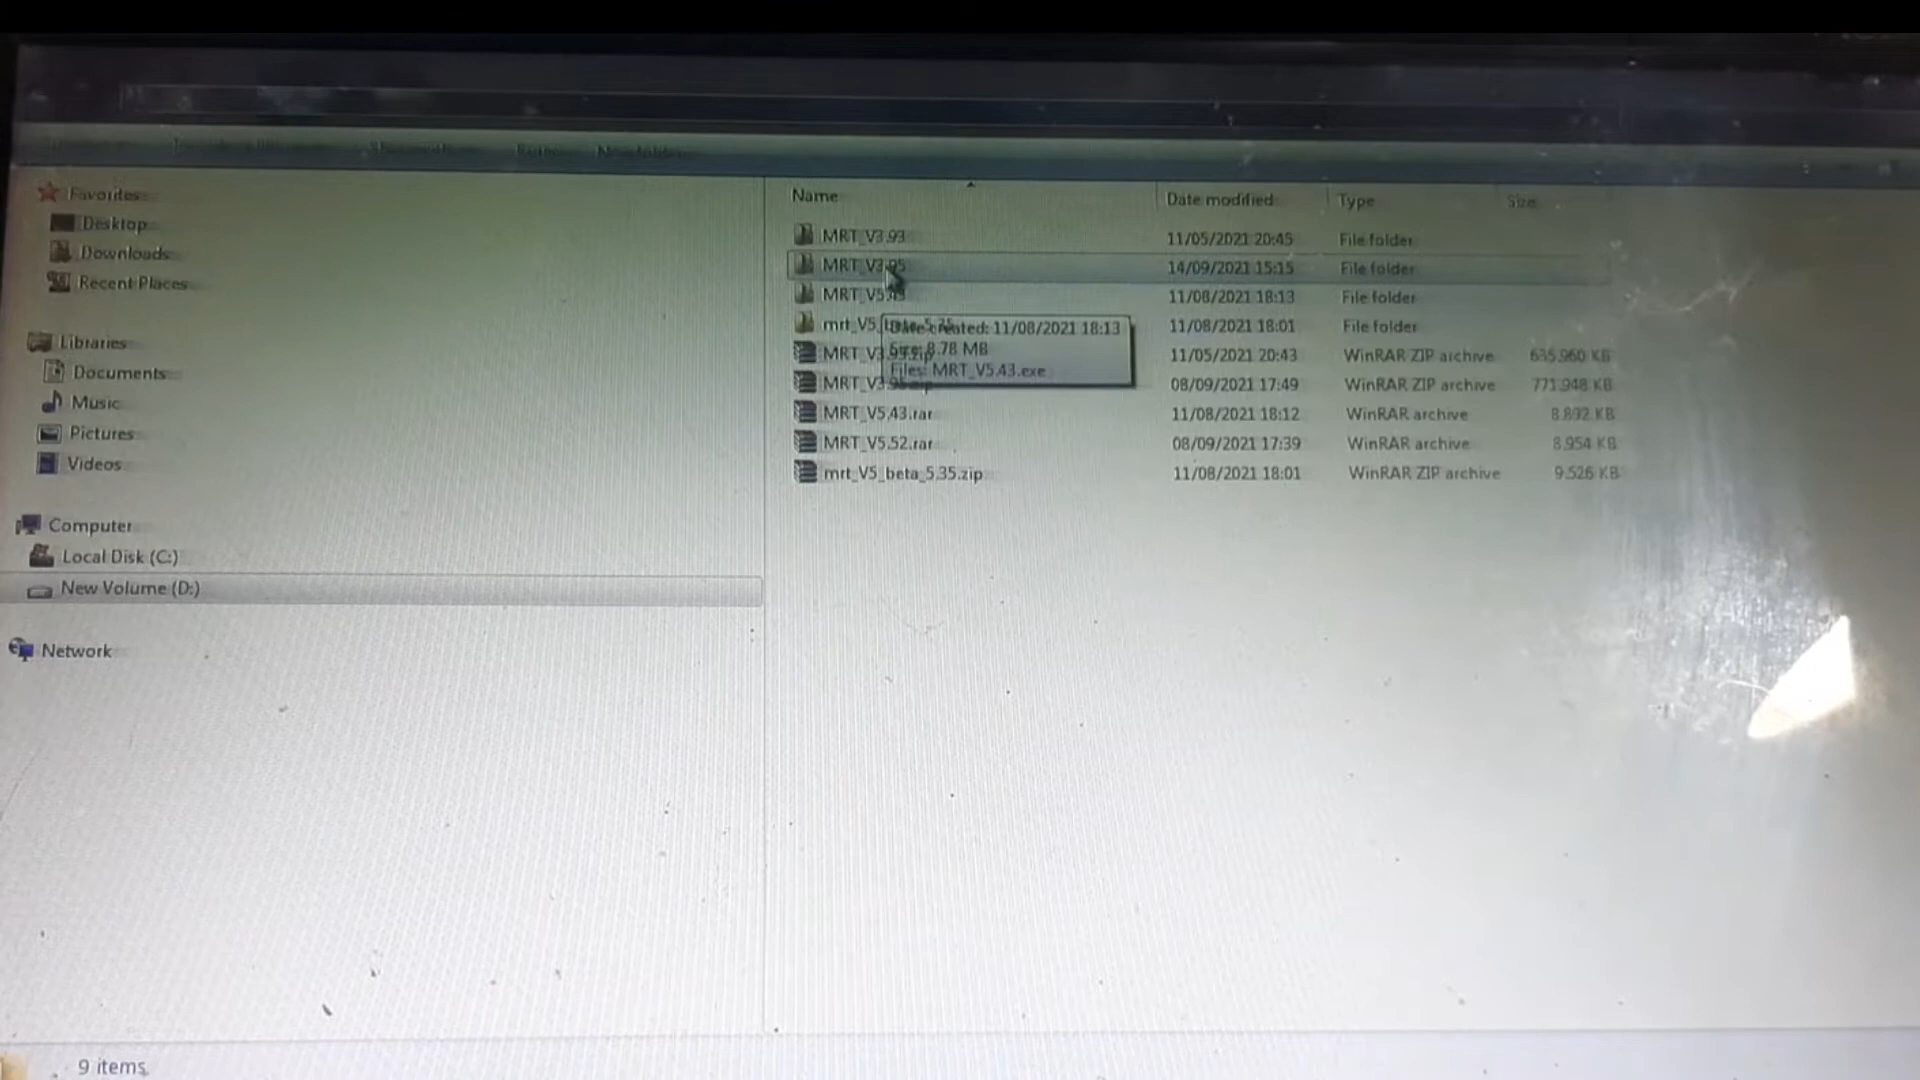 New folder
Favorites
Desktop
Downloads
Recent Places
Libraries
Documents
Music
Pictures
Videos
Computer
Local Disk (C:)
New Volume (D:)
Network
Name Date modified Type Size
MRT_V3.93 11/05/2021 20:45 File folder
MRT_V3.95 14/09/2021 15:15 File folder
MRT_V5.43 11/08/2021 18:13 File folder
mrt_V5_ 11/08/2021 18:01 File folder
MRT_V3.93.zip 11/05/2021 20:43 WinRAR ZIP archive 635.960 KB
MRT_V3.95.zip 08/09/2021 17:49 WinRAR ZIP archive 771.948 KB
MRT_V5.43.rar 11/08/2021 18:12 WinRAR archive 8.892 KB
MRT_V5.52.rar 08/09/2021 17:39 WinRAR archive 8.954 KB
mrt_V5_beta_5.35.zip 11/08/2021 18:01 WinRAR ZIP archive 9.526 KB
Date created: 11/08/2021 18:13
Size: 8.78 MB
Files: MRT_V5.43.exe
9 items